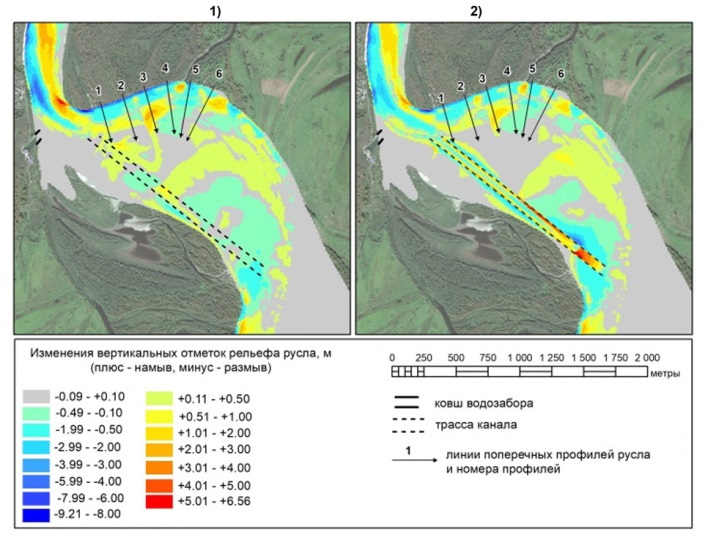 1)
2)
1
2
3
4
5
6
1
2
3
4
5
6
Изменения вертикальных отметок рельефа русла, м
(плюс - намыв, минус - размыв)
-0.09 - +0.10
-0.49 - -0.10
-1.99 - -0.50
-2.99 - -2.00
-3.99 - -3.00
-5.99 - -4.00
-7.99 - -6.00
-9.21 - -8.00
+0.11 - +0.50
+0.51 - +1.00
+1.01 - +2.00
+2.01 - +3.00
+3.01 - +4.00
+4.01 - +5.00
+5.01 - +6.56
0 250 500 750 1 000 1 250 1 500 1 750 2 000
метры
ковш водозабора
трасса канала
1
линии поперечных профилей русла
и номера профилей